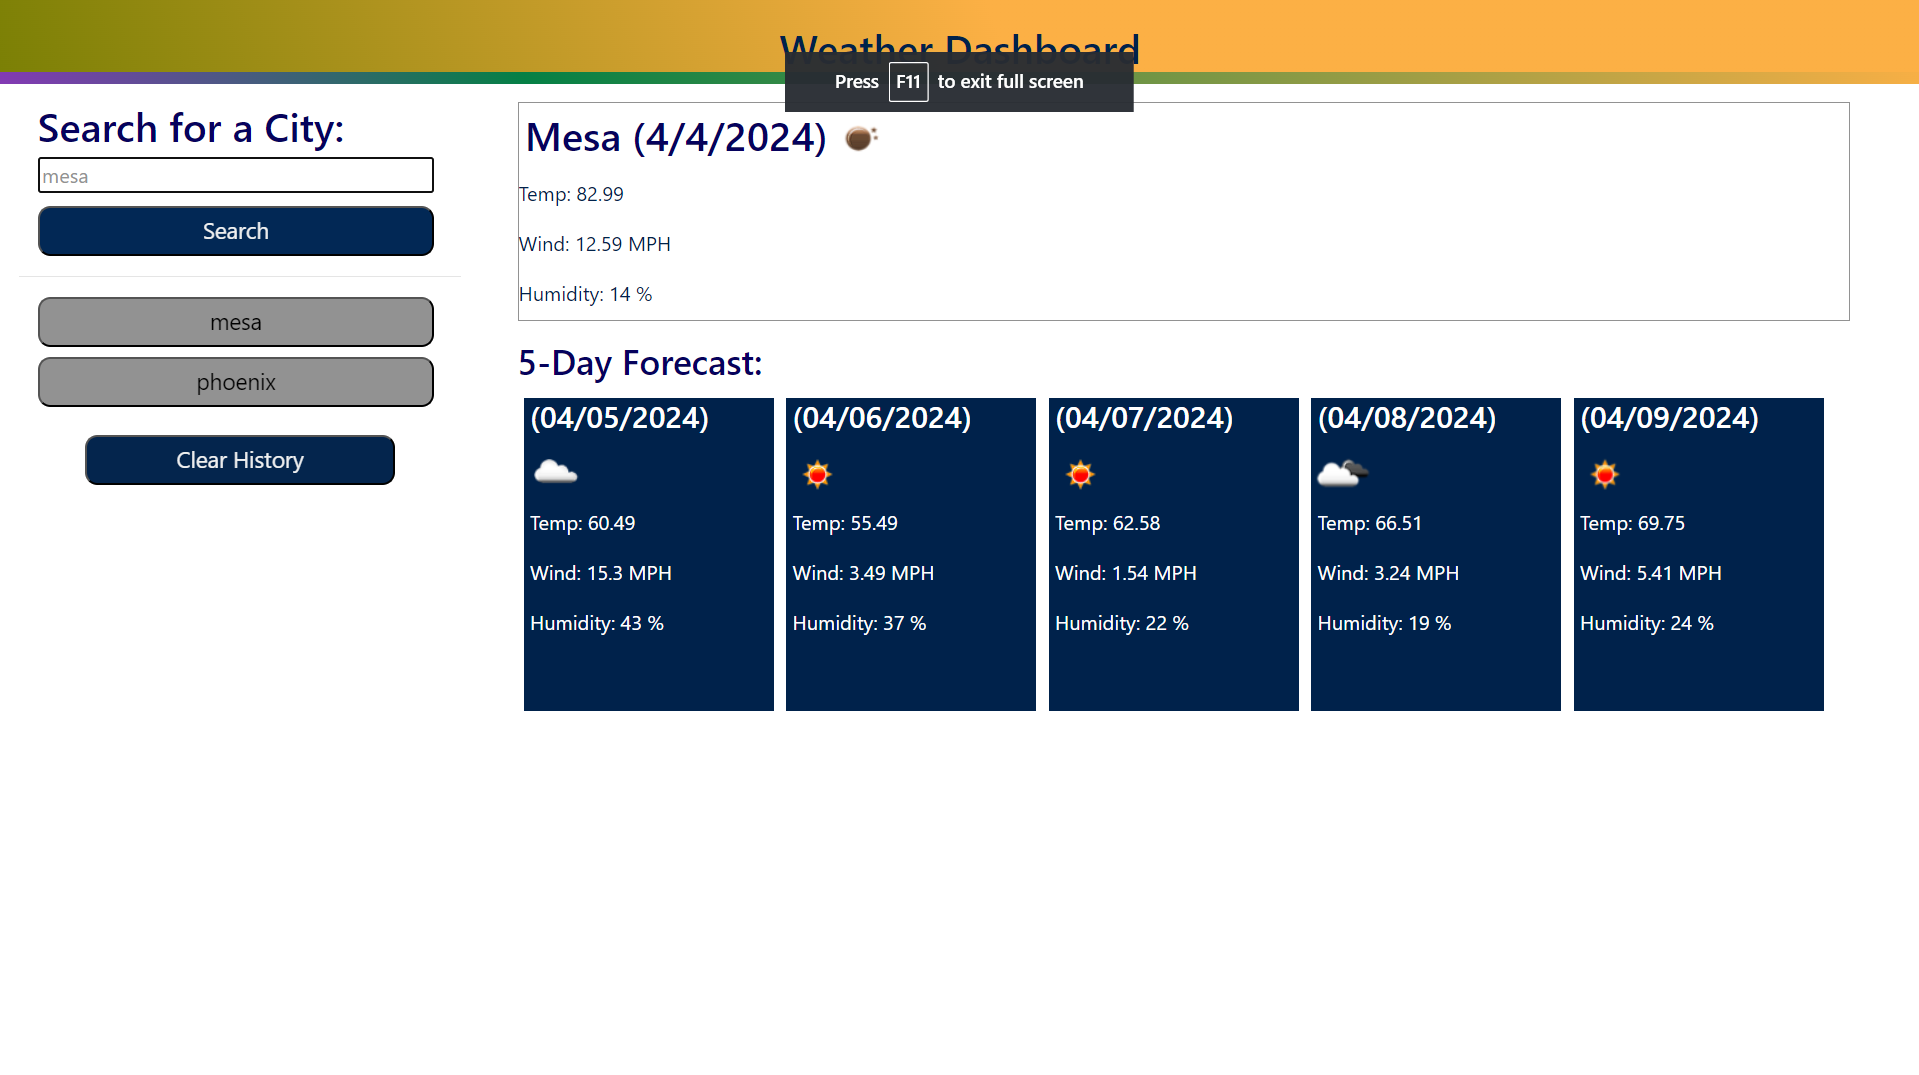 Weather Dashboard
Press F11 to exit full screen
Search for a City:
mesa
Search
mesa
phoenix
Clear History
Mesa (4/4/2024)
Temp: 82.99
Wind: 12.59 MPH
Humidity: 14 %
5-Day Forecast:
(04/05/2024)
Temp: 60.49
Wind: 15.3 MPH
Humidity: 43 %
(04/06/2024)
Temp: 55.49
Wind: 3.49 MPH
Humidity: 37 %
(04/07/2024)
Temp: 62.58
Wind: 1.54 MPH
Humidity: 22 %
(04/08/2024)
Temp: 66.51
Wind: 3.24 MPH
Humidity: 19 %
(04/09/2024)
Temp: 69.75
Wind: 5.41 MPH
Humidity: 24 %